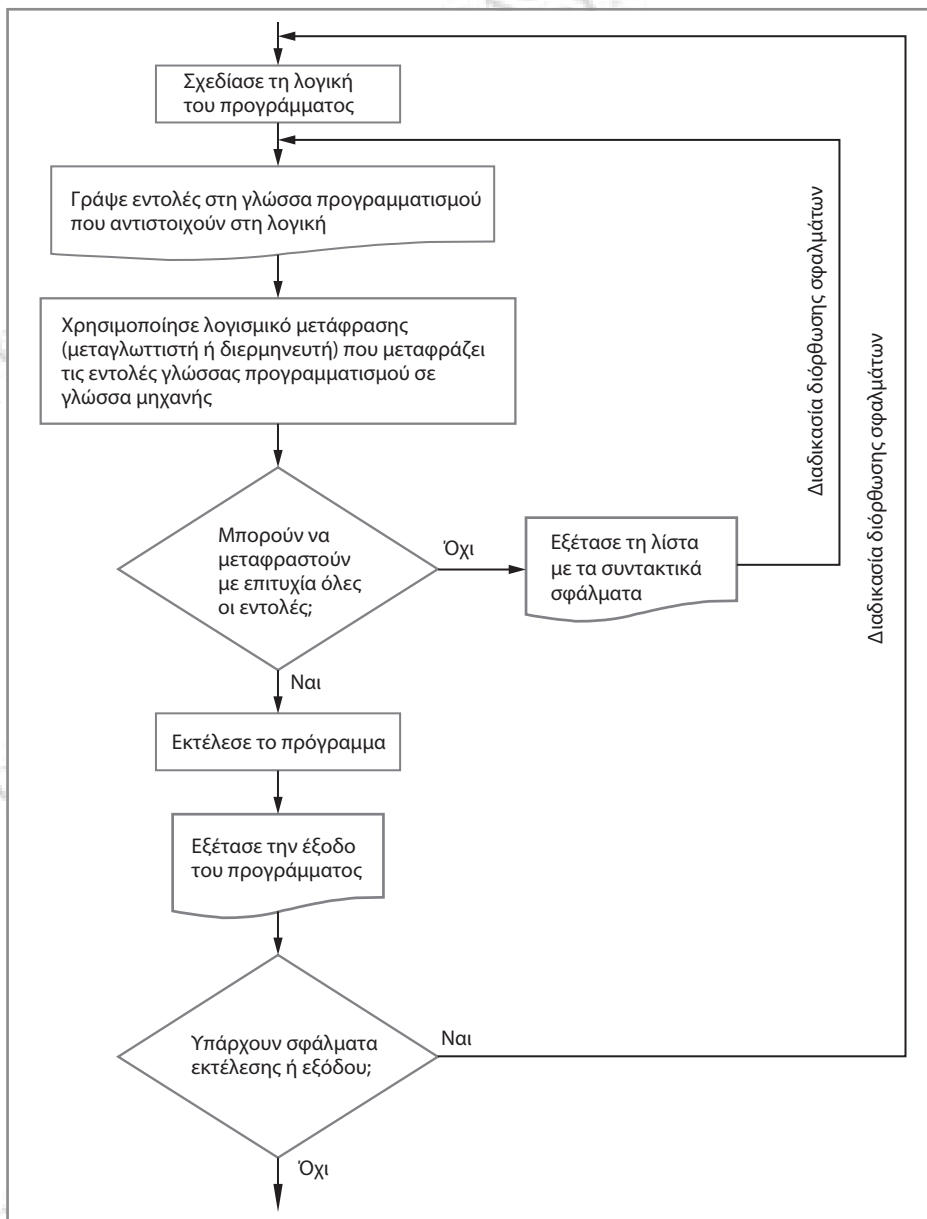 Σχεδίασε τη λογική
του προγράμματος
Γράψε εντολές στη γλώσσα προγραμματισμού
που αντιστοιχούν στη λογική
Χρησιμοποίησε λογισμικό μετάφρασης
(μεταγλωττιστή ή διερμηνευτή) που μεταφράζει
τις εντολές γλώσσας προγραμματισμού σε
γλώσσα μηχανής
Μπορούν να
μεταφραστούν
με επιτυχία όλες
οι εντολές;
Όχι
Εξέτασε τη λίστα
με τα συντακτικά
σφάλματα
Διαδικασία διόρθωσης σφαλμάτων
Διαδικασία διόρθωσης σφαλμάτων
Ναι
Εκτέλεσε το πρόγραμμα
Εξέτασε την έξοδο
του προγράμματος
Υπάρχουν σφάλματα
εκτέλεσης ή εξόδου;
Ναι
Όχι